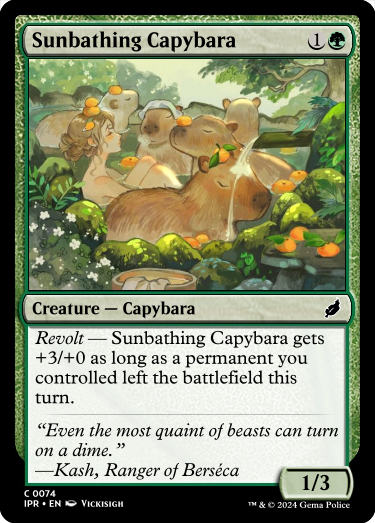 Sunbathing Capybara 1
Creature — Capybara
Revolt — Sunbathing Capybara gets
+3/+0 as long as a permanent you
controlled left the battlefield this
turn.
“Even the most quaint of beasts can turn
on a dime.”
—Kash, Ranger of Berséca
1/3
C 0074
IPR • EN VICKISIGH
™ & © 2024 Gema Police